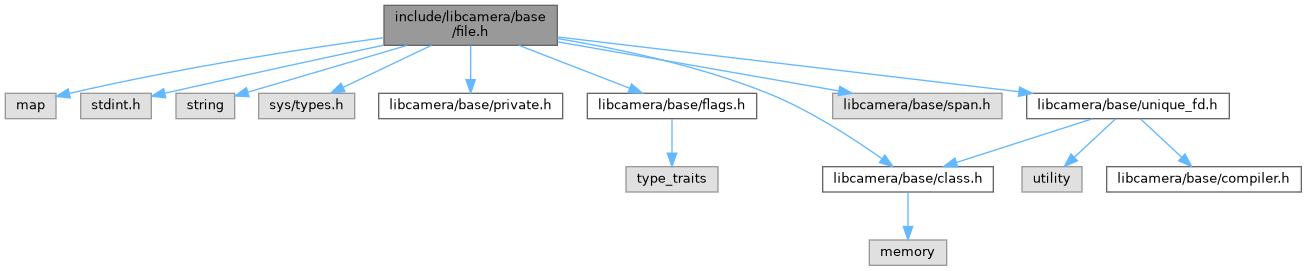 include/libcamera/base
/file.h
map
stdint.h
string
sys/types.h
libcamera/base/private.h
libcamera/base/flags.h
libcamera/base/span.h
libcamera/base/unique_fd.h
type_traits
libcamera/base/class.h
utility
libcamera/base/compiler.h
memory